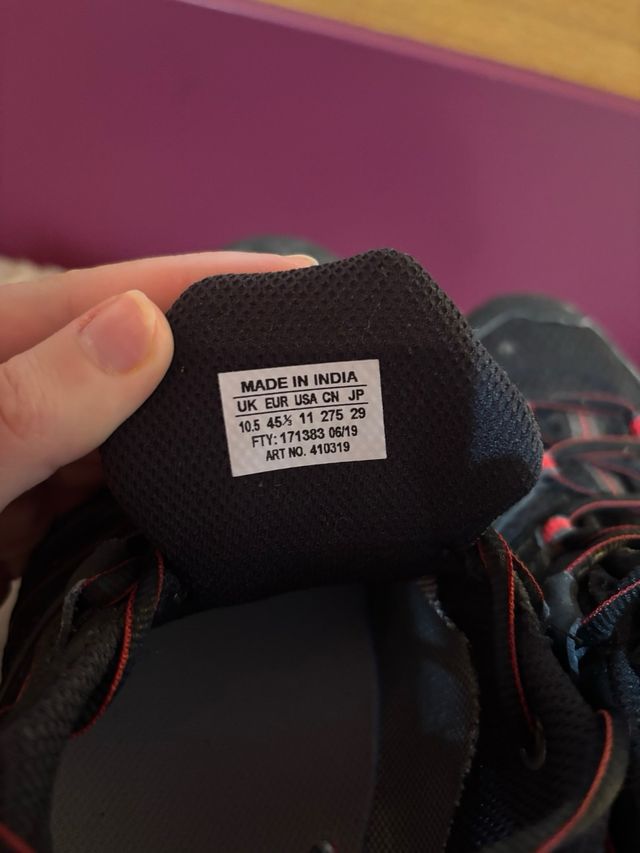 MADE IN INDIA
UK EUR USA CN JP
10.5 45⅓ 11 275 29
FTY: 171383 06/19
ART NO. 410319